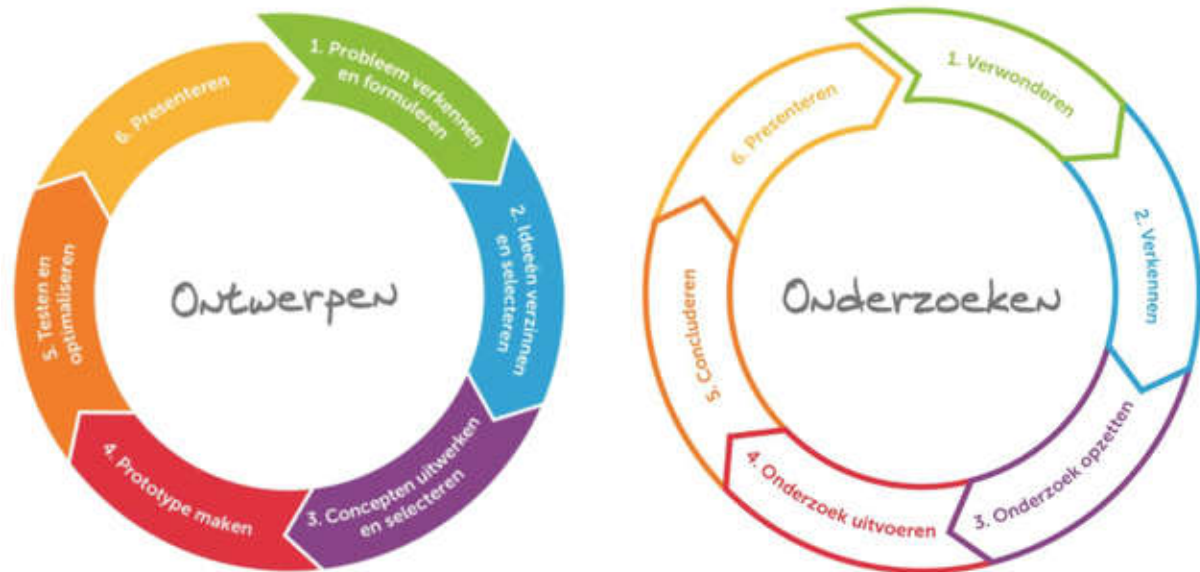 1. Probleem verkennen
en formuleren
2. Ideeën verzinnen
en selecteren
3. Concepten uitwerken
en selecteren
4. Prototype maken
5. Testen en
optimaliseren
6. Presenteren
Ontwerpen
1. Verwonderen
2. Verkennen
3. Onderzoek opzetten
4. Onderzoek uitvoeren
5. Concluderen
6. Presenteren
Onderzoeken